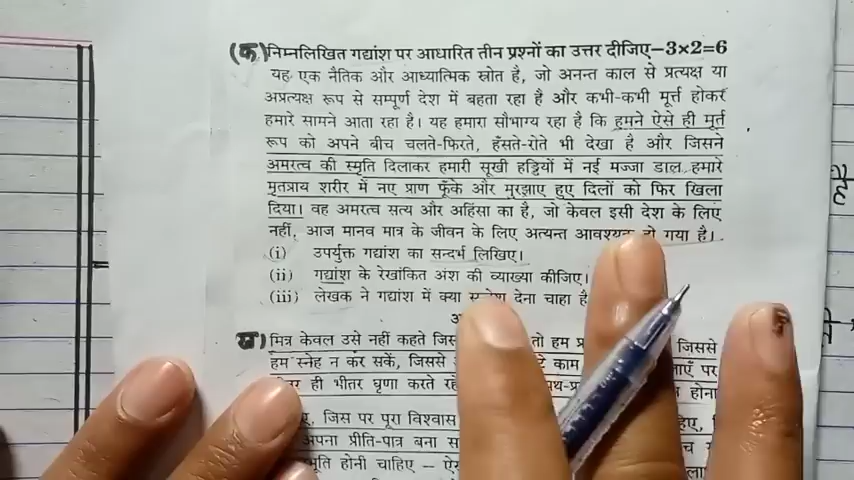 (क) निम्नलिखित गद्यांश पर आधारित तीन प्रश्नों का उत्तर दीजिए–3×2=6
यह एक नैतिक और आध्यात्मिक स्रोत है, जो अनन्त काल से प्रत्यक्ष या
अप्रत्यक्ष रूप से सम्पूर्ण देश में बहता रहा है और कभी-कभी मूर्त्त होकर
हमारे सामने आता रहा है। यह हमारा सौभाग्य रहा है कि हमने ऐसे ही मूर्त
रूप को अपने बीच चलते-फिरते, हँसते-रोते भी देखा है और जिसने
अमरत्व की स्मृति दिलाकर हमारी सूखी हड्डियों में नई मज्जा डाल हमारे
मृतप्राय शरीर में नए प्राण फूँके और मुरझाए हुए दिलों को फिर खिला
दिया। वह अमरत्व सत्य और अहिंसा का है, जो केवल इसी देश के लिए
नहीं, आज मानव मात्र के जीवन के लिए अत्यन्त आवश्यक हो गया है।
(i) उपर्युक्त गद्यांश का सन्दर्भ लिखिए।
(ii) गद्यांश के रेखांकित अंश की व्याख्या कीजिए।
(iii) लेखक ने गद्यांश में क्या सन्देश देना चाहा है
ख) मित्र केवल उसे नहीं कहते तो हम जिससे
हम स्नेह न कर सकें, जिससे काम पर
ही भीतर घृणा करते होना
जिस पर पूरा विश्वास
अपना प्रीति-पात्र बना
होनी चाहिए –